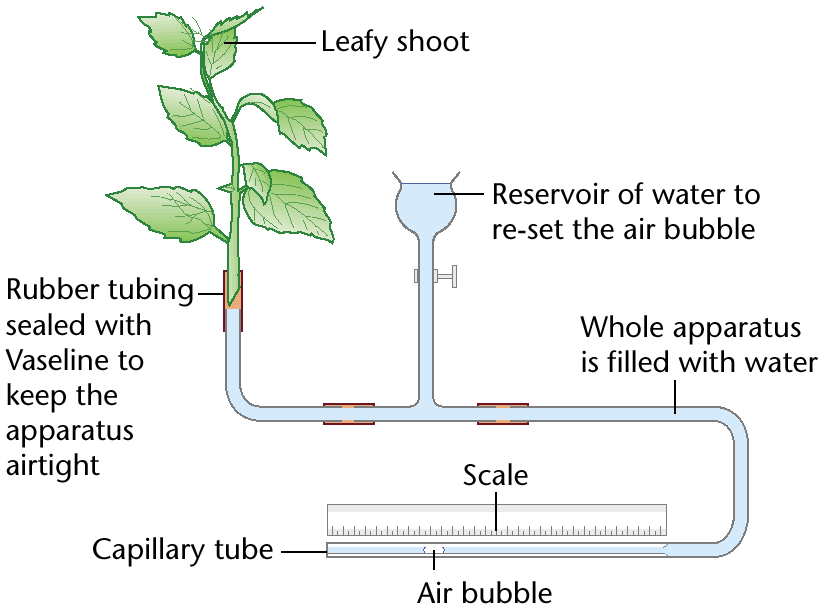 Leafy shoot
Reservoir of water to
re-set the air bubble
Rubber tubing
sealed with
Vaseline to
keep the
apparatus
airtight
Whole apparatus
is filled with water
Scale
Capillary tube
Air bubble